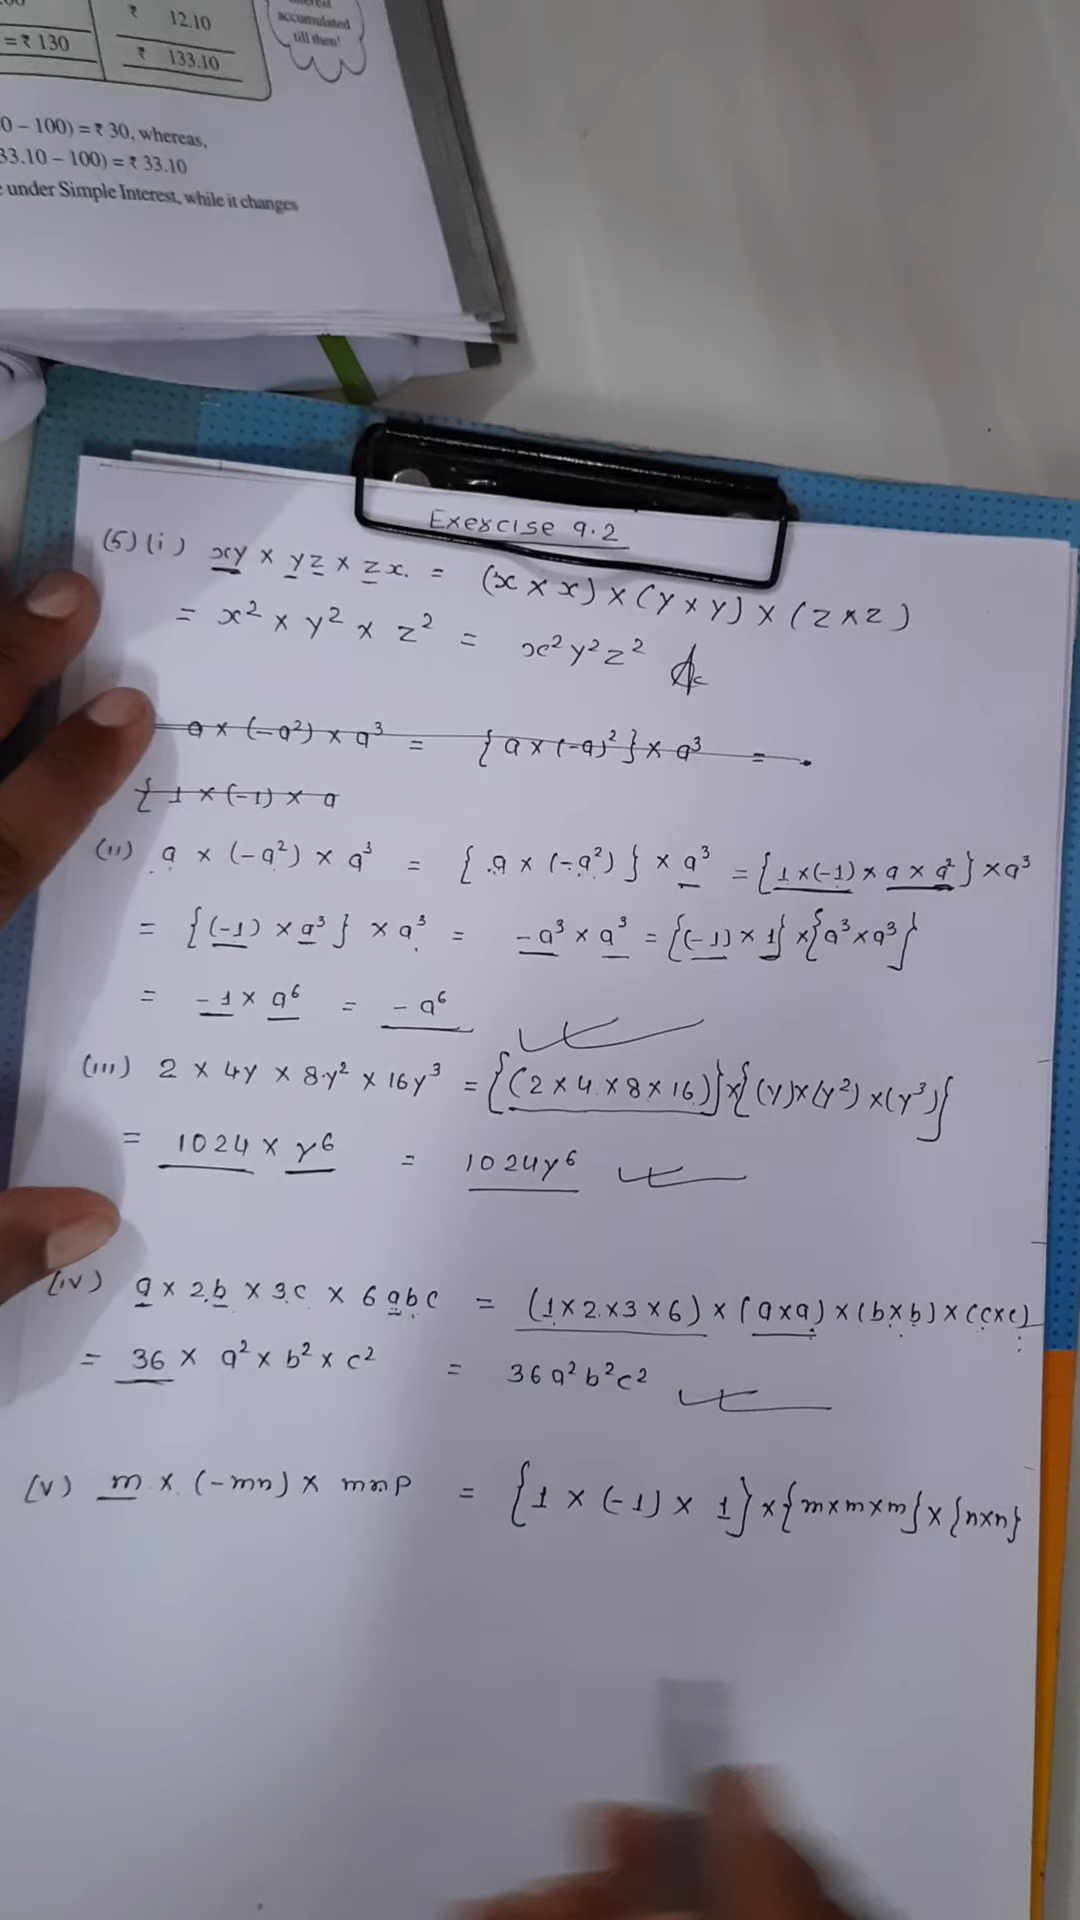 ₹ 12.10
= ₹ 130
₹ 133.10
accumulated
till then!
0 – 100) = ₹ 30, whereas,
33.10 – 100) = ₹ 33.10
under Simple Interest, while it changes
Exercise 9.2
(5) (i) xy × yz × zx. = (x × x) × (y × y) × (z × z)
= x² × y² × z² = x²y²z²
a × (-a²) × a³ = {a × (-a)²} × a³ =
{1 × (-1) × a
(ii) a × (-a²) × a³ = {a × (-a²)} × a³ = {1 × (-1) × a × a²} × a³
= {(-1) × a³} × a³ = -a³ × a³ = {(-1) × 1} × {a³ × a³}
= -1 × a⁶ = -a⁶
(iii) 2 × 4y × 8y² × 16y³ = {(2 × 4 × 8 × 16)} × {(y) × (y²) × (y³)}
= 1024 × y⁶ = 1024y⁶
(iv) a × 2b × 3c × 6abc = (1 × 2 × 3 × 6) × (a × a) × (b × b) × (c × c)
= 36 × a² × b² × c² = 36a²b²c²
(v) m × (-mn) × mnp = {1 × (-1) × 1} × {m × m × m} × {n × n}